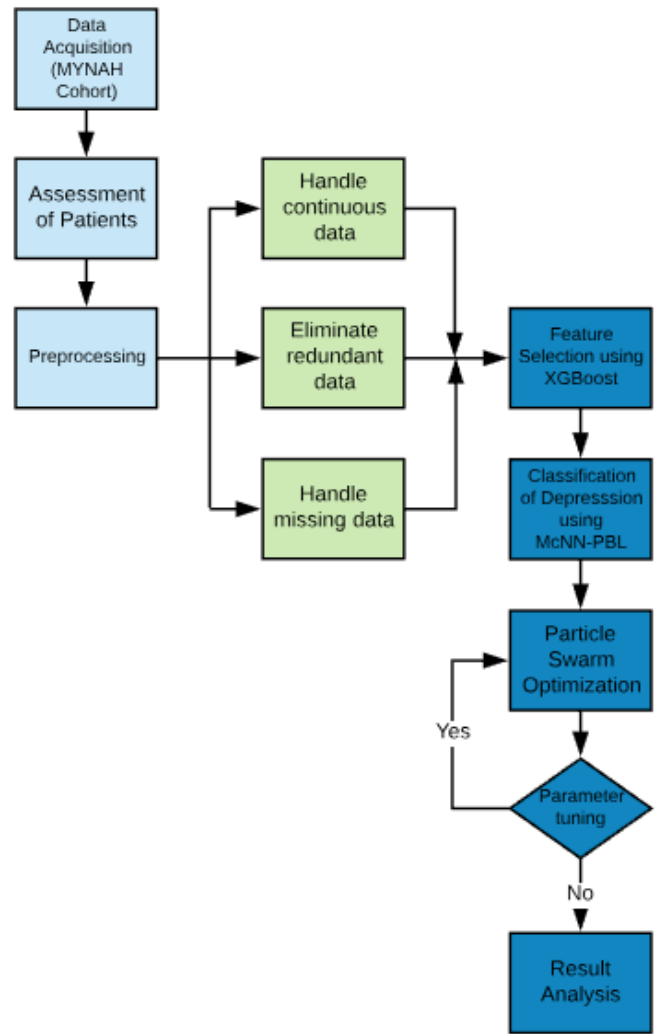 Data
Acquisition
(MYNAH
Cohort)
Assessment
of Patients
Preprocessing
Handle
continuous
data
Eliminate
redundant
data
Handle
missing data
Feature
Selection using
XGBoost
Classification
of Depresssion
using
McNN-PBL
Particle
Swarm
Optimization
Yes
Parameter
tuning
No
Result
Analysis